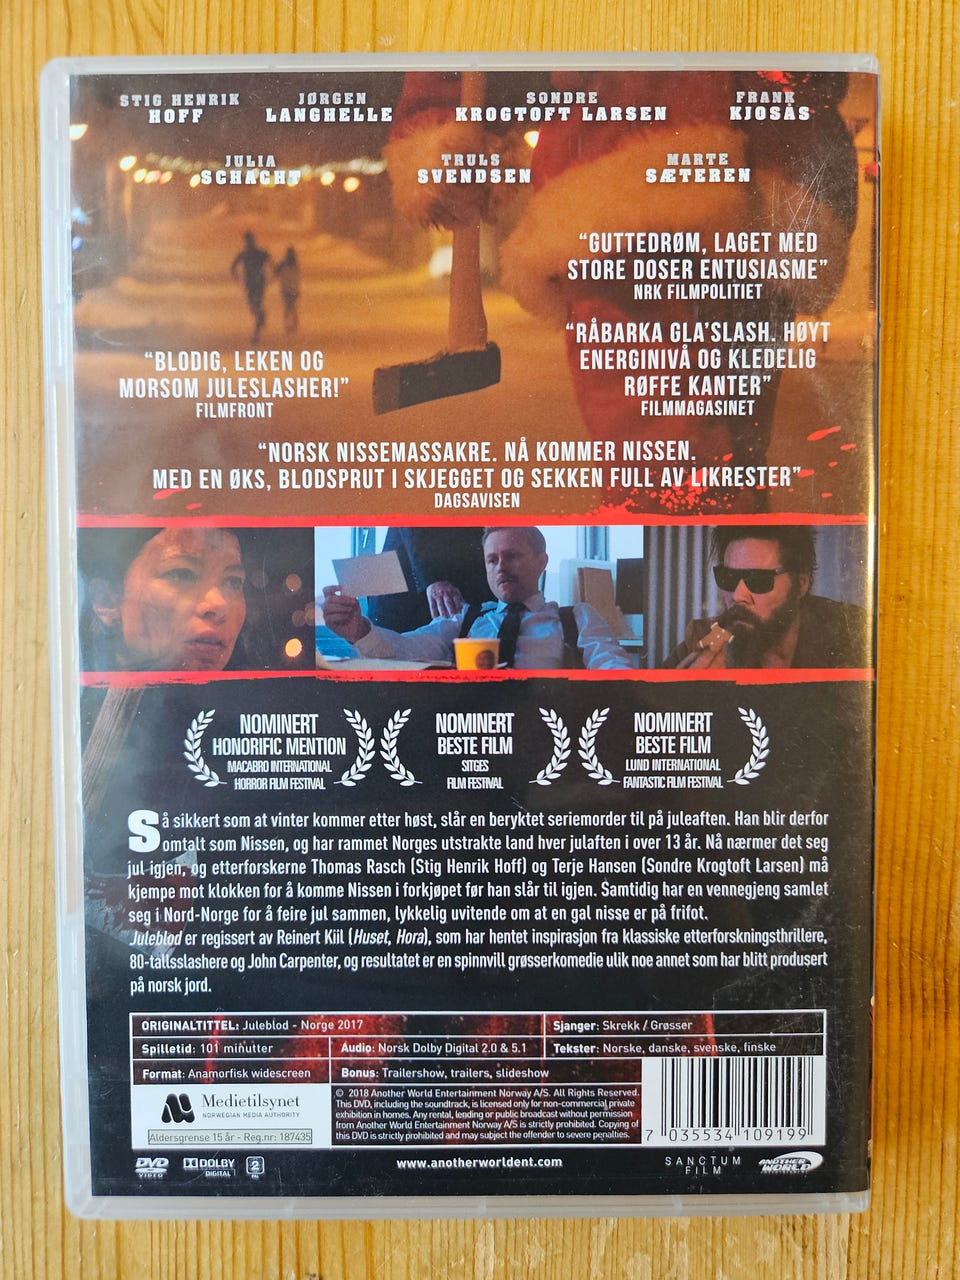 STIG HENRIK HOFF
JØRGEN LANGHELLE
SONDRE KROGTOFT LARSEN
FRANK KJOSÅS
JULIA SCHACHT
TRULS SVENDSEN
MARTE SÆTEREN
“GUTTEDRØM, LAGET MED
STORE DOSER ENTUSIASME”
NRK FILMPOLITIET
“RÅBARKA GLA’SLASH. HØYT
ENERGINIVÅ OG KLEDELIG
RØFFE KANTER”
FILMMAGASINET
“BLODIG, LEKEN OG
MORSOM JULESLASHER!”
FILMFRONT
“NORSK NISSEMASSAKRE. NÅ KOMMER NISSEN.
MED EN ØKS, BLODSPRUT I SKJEGGET OG SEKKEN FULL AV LIKRESTER”
DAGSAVISEN
NOMINERT
HONORIFIC MENTION
MACABRO INTERNATIONAL
HORROR FILM FESTIVAL
NOMINERT
BESTE FILM
SITGES
FILM FESTIVAL
NOMINERT
BESTE FILM
LUND INTERNATIONAL
FANTASTIC FILM FESTIVAL
Så sikkert som at vinter kommer etter høst, slår en beryktet seriemorder til på juleaften. Han blir derfor
omtalt som Nissen, og har rammet Norges utstrakte land hver julaften i over 13 år. Nå nærmer det seg
jul igjen, og etterforskerne Thomas Rasch (Stig Henrik Hoff) og Terje Hansen (Sondre Krogtoft Larsen) må
kjempe mot klokken for å komme Nissen i forkjøpet før han slår til igjen. Samtidig har en vennegjeng samlet
seg i Nord-Norge for å feire jul sammen, lykkelig uvitende om at en gal nisse er på frifot.
Juleblod er regissert av Reinert Kiil (Huset, Hora), som har hentet inspirasjon fra klassiske etterforskningsthrillere,
80-tallsslashere og John Carpenter, og resultatet er en spinnvill grøsserkomedie ulik noe annet som har blitt produsert
på norsk jord.
ORIGINALTITTEL: Juleblod - Norge 2017
Sjanger: Skrekk / Grøsser
Spilletid: 101 minutter
Audio: Norsk Dolby Digital 2.0 & 5.1
Tekster: Norske, danske, svenske, finske
Format: Anamorfisk widescreen
Bonus: Trailershow, trailers, slideshow
Medietilsynet
NORWEGIAN MEDIA AUTHORITY
Aldersgrense 15 år - Reg.nr: 187435
© 2018 Another World Entertainment Norway A/S. All Rights Reserved.
This DVD, including the soundtrack, is licensed only for non-commercial private
exhibition in homes. Any rental, lending or public broadcast without permission
from Another World Entertainment Norway A/S is strictly prohibited. Copying of
this DVD is strictly prohibited and may subject the offender to severe penalties.
7 035534 109199
DVD
VIDEO
DOLBY
DIGITAL
2
PAL
www.anotherworldent.com
SANCTUM
FILM
ANOTHER
WORLD